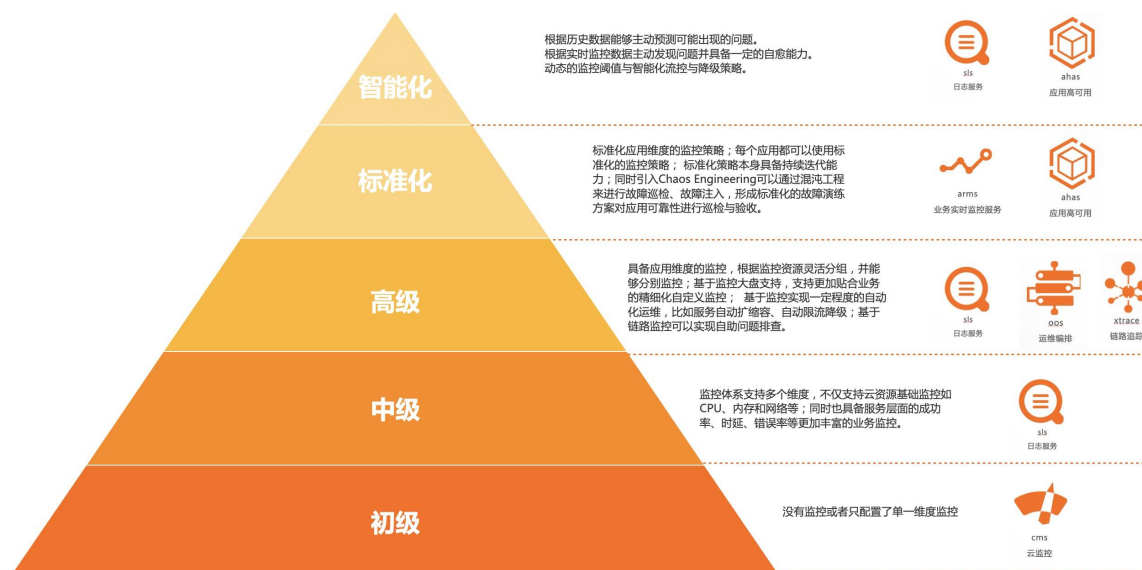 根据历史数据能够主动预测可能出现的问题。
根据实时监控数据主动发现问题并具备一定的自愈能力。
动态的监控阈值与智能化流控与降级策略。
智能化
sls
日志服务
ahas
应用高可用
标准化应用维度的监控策略；每个应用都可以使用标
准化的监控策略； 标准化策略本身具备持续迭代能
力；同时引入Chaos Engineering可以通过混沌工程
来进行故障巡检、故障注入，形成标准化的故障演练
方案对应用可靠性进行巡检与验收。
标准化
arms
业务实时监控服务
ahas
应用高可用
具备应用维度的监控，根据监控资源灵活分组，并能
够分别监控；基于监控大盘支持，支持更加贴合业务
的精细化自定义监控； 基于监控实现一定程度的自动
化运维，比如服务自动扩缩容、自动限流降级；基于
链路监控可以实现自助问题排查。
高级
sls
日志服务
oos
运维编排
xtrace
链路追踪
监控体系支持多个维度，不仅支持云资源基础监控如
CPU、内存和网络等；同时也具备服务层面的成功
率、时延、错误率等更加丰富的业务监控。
中级
sls
日志服务
没有监控或者只配置了单一维度监控
初级
cms
云监控